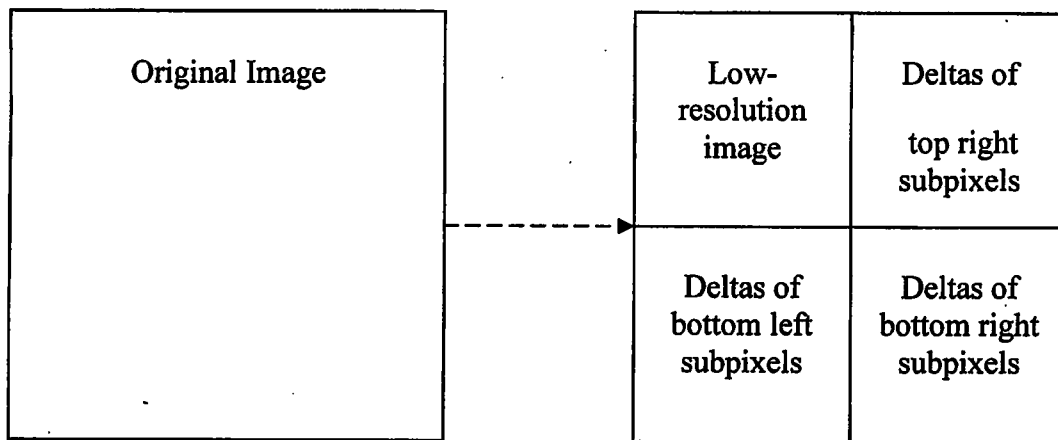 Original Image
Low-
resolution
image
Deltas of
top right
subpixels
Deltas of
bottom left
subpixels
Deltas of
bottom right
subpixels